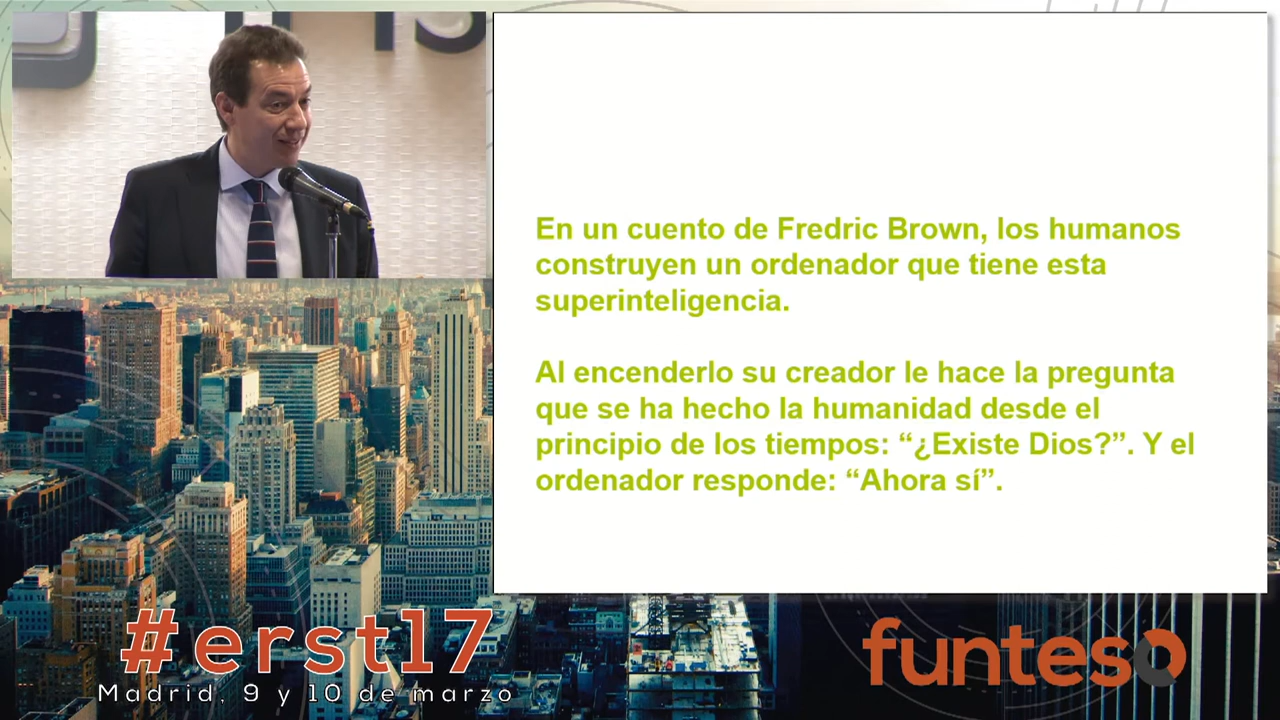 En un cuento de Fredric Brown, los humanos
construyen un ordenador que tiene esta
superinteligencia.
Al encenderlo su creador le hace la pregunta
que se ha hecho la humanidad desde el
principio de los tiempos: “¿Existe Dios?”. Y el
ordenador responde: “Ahora sí”.
#erst17
Madrid, 9 y 10 de marzo
funteso